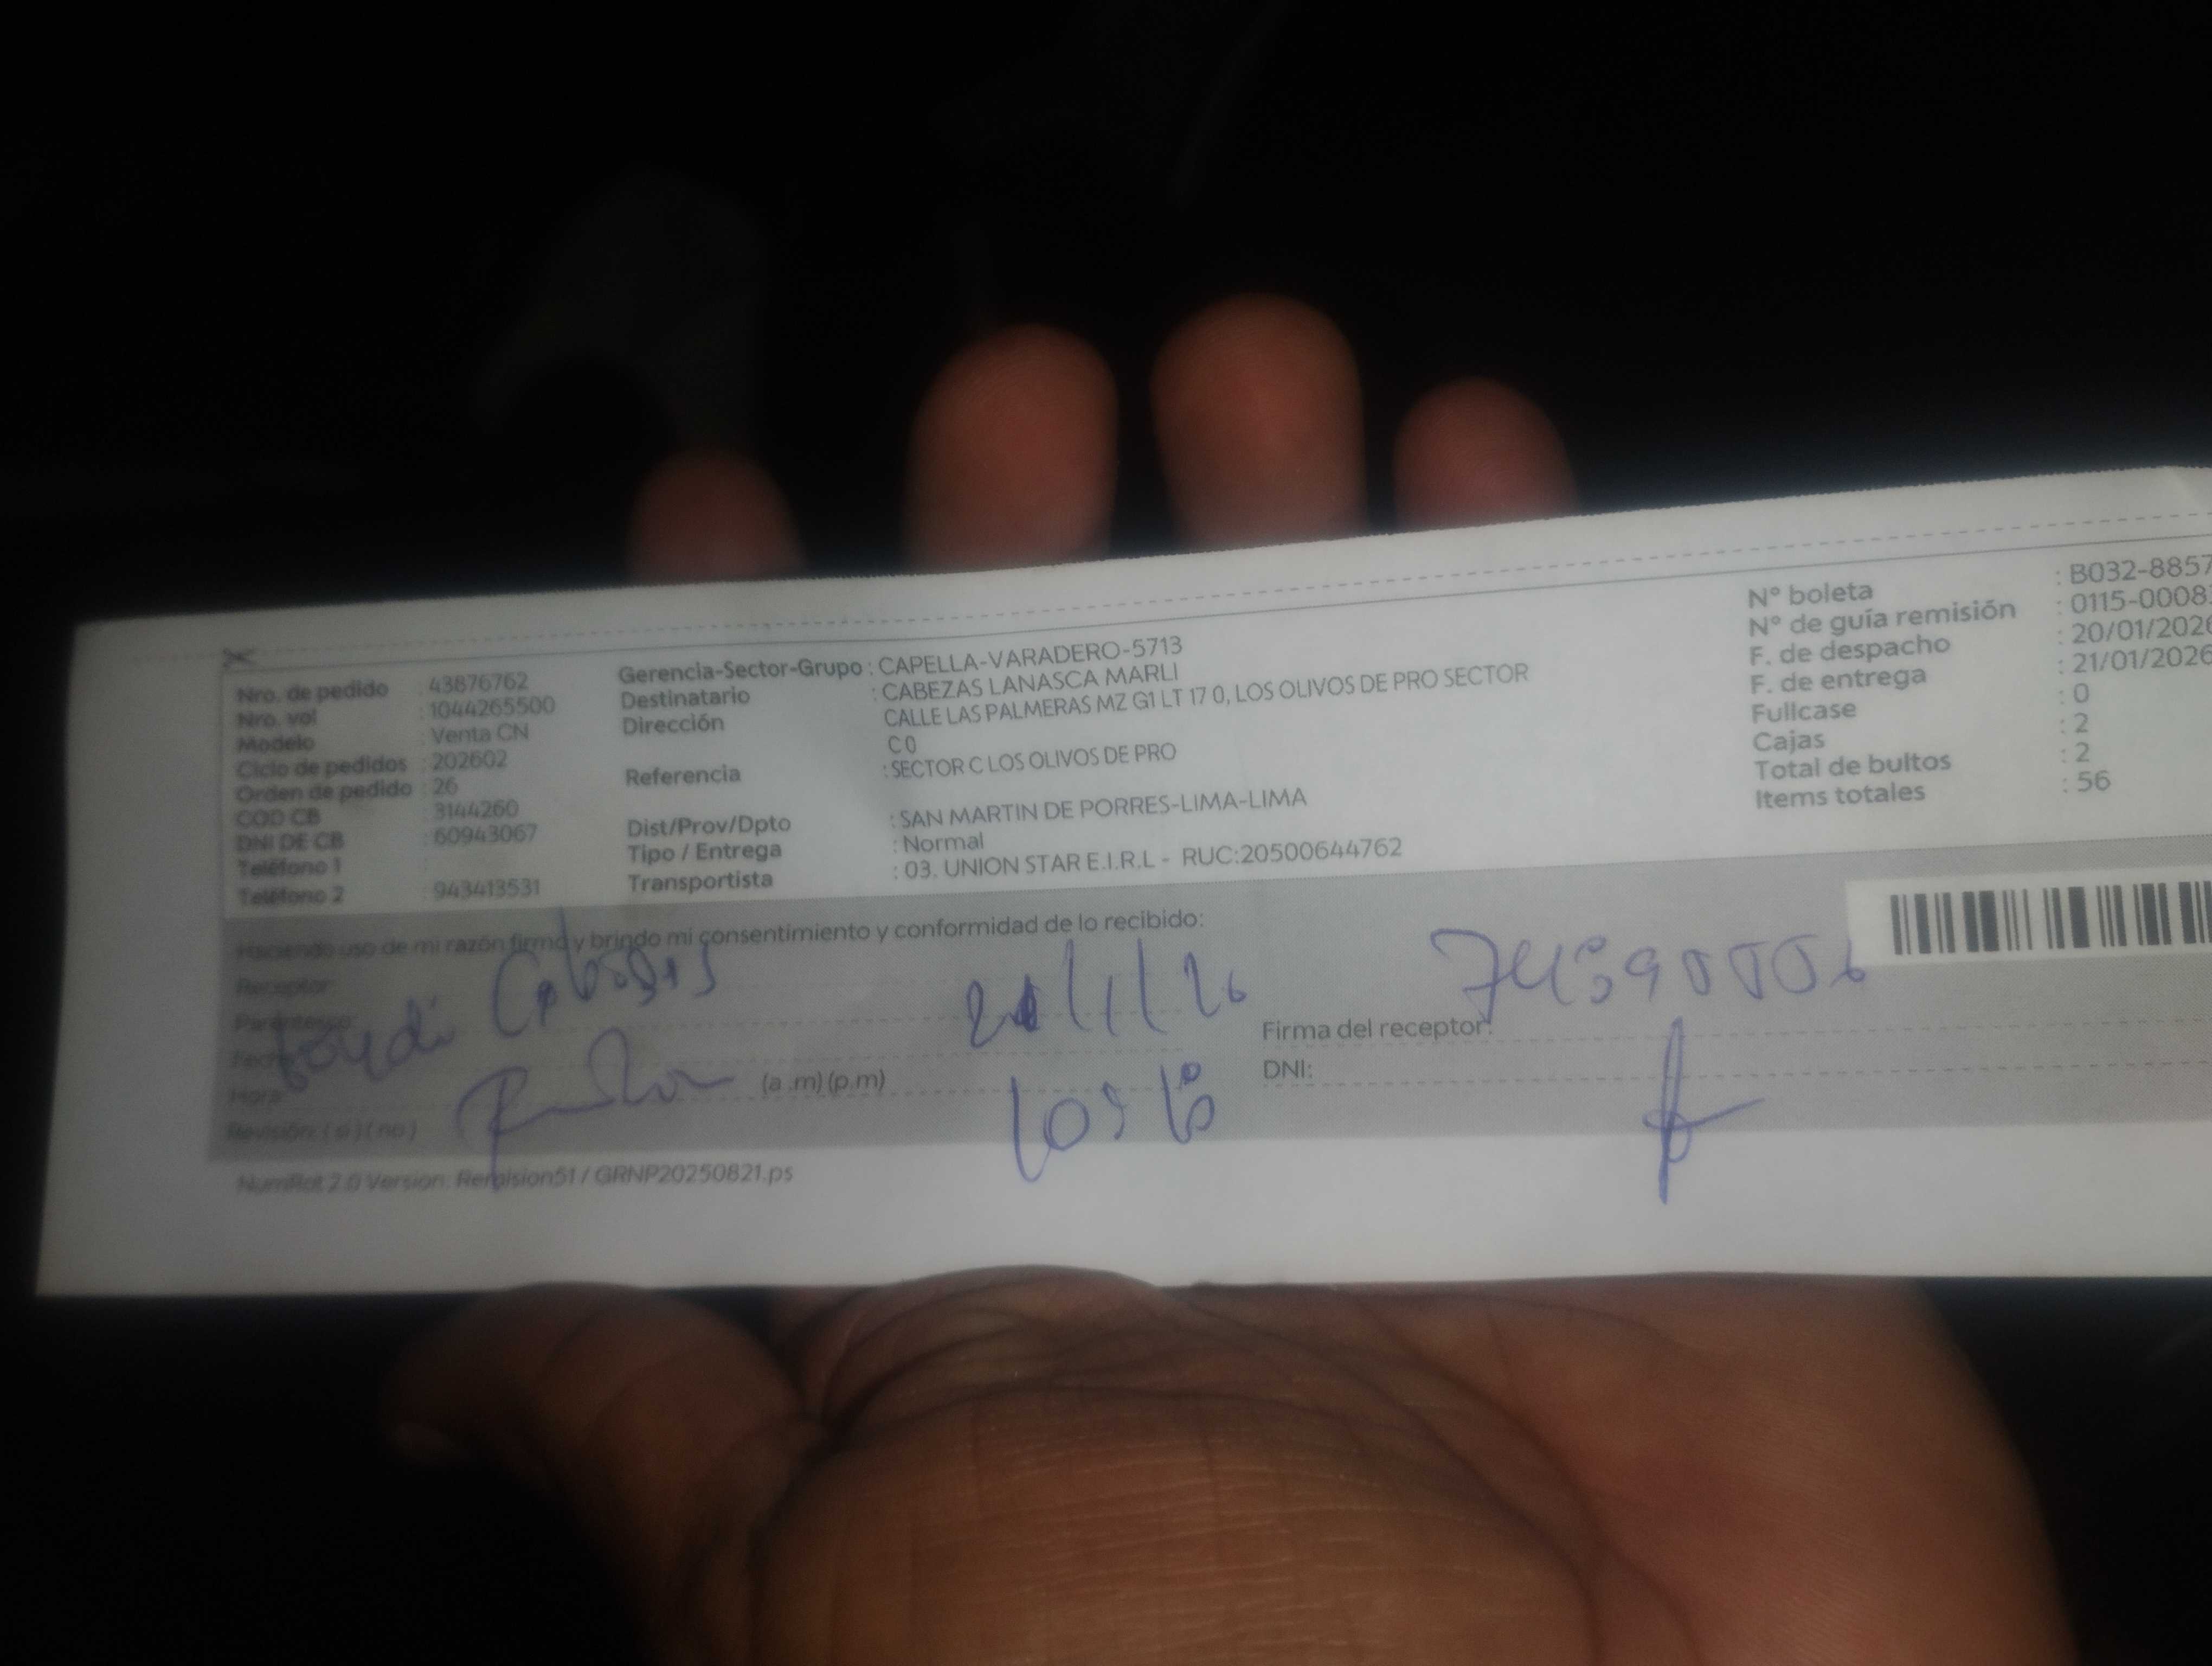 Nro. de pedido : 43876762
Nro. vol : 1044265500
Modelo : Venta CN
Ciclo de pedidos : 202602
Orden de pedido : 26
COD CB : 3144260
DNI DE CB : 60943067
Teléfono 1 :
Teléfono 2 : 943413531
Gerencia-Sector-Grupo : CAPELLA-VARADERO-5713
Destinatario : CABEZAS LANASCA MARLI
Dirección CALLE LAS PALMERAS MZ G1 LT 17 0, LOS OLIVOS DE PRO SECTOR
C 0
Referencia : SECTOR C LOS OLIVOS DE PRO
Dist/Prov/Dpto : SAN MARTIN DE PORRES-LIMA-LIMA
Tipo / Entrega : Normal
Transportista : 03. UNION STAR E.I.R.L - RUC:20500644762
N° boleta : B032-8857
N° de guía remisión : 0115-0008
F. de despacho : 20/01/2026
F. de entrega : 21/01/2026
Fullcase : 0
Cajas : 2
Total de bultos : 2
Items totales : 56
Haciendo uso de mi razón firmo y brindo mi consentimiento y conformidad de lo recibido:
Receptor
Parentesco
Fecha
21/1/26
Hora (a .m) (p.m)
Revisión: ( si ) ( no )
Firma del receptor:
DNI:
NumRot 2.0 Version: Remision51 / GRNP20250821.ps